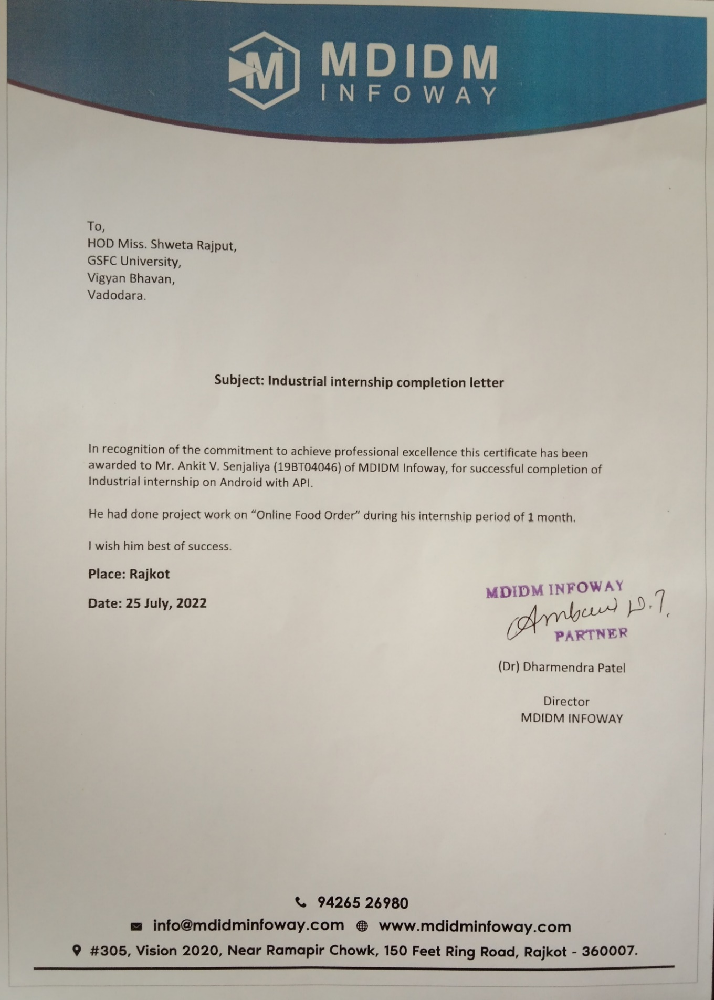 MDIDM
INFOWAY
To,
HOD Miss. Shweta Rajput,
GSFC University,
Vigyan Bhavan,
Vadodara.
Subject: Industrial internship completion letter
In recognition of the commitment to achieve professional excellence this certificate has been
awarded to Mr. Ankit V. Senjaliya (19BT04046) of MDIDM Infoway, for successful completion of
Industrial internship on Android with API.
He had done project work on “Online Food Order” during his internship period of 1 month.
I wish him best of success.
Place: Rajkot
Date: 25 July, 2022
MDIDM INFOWAY
PARTNER
(Dr) Dharmendra Patel
Director
MDIDM INFOWAY
94265 26980
info@mdidminfoway.com www.mdidminfoway.com
#305, Vision 2020, Near Ramapir Chowk, 150 Feet Ring Road, Rajkot - 360007.